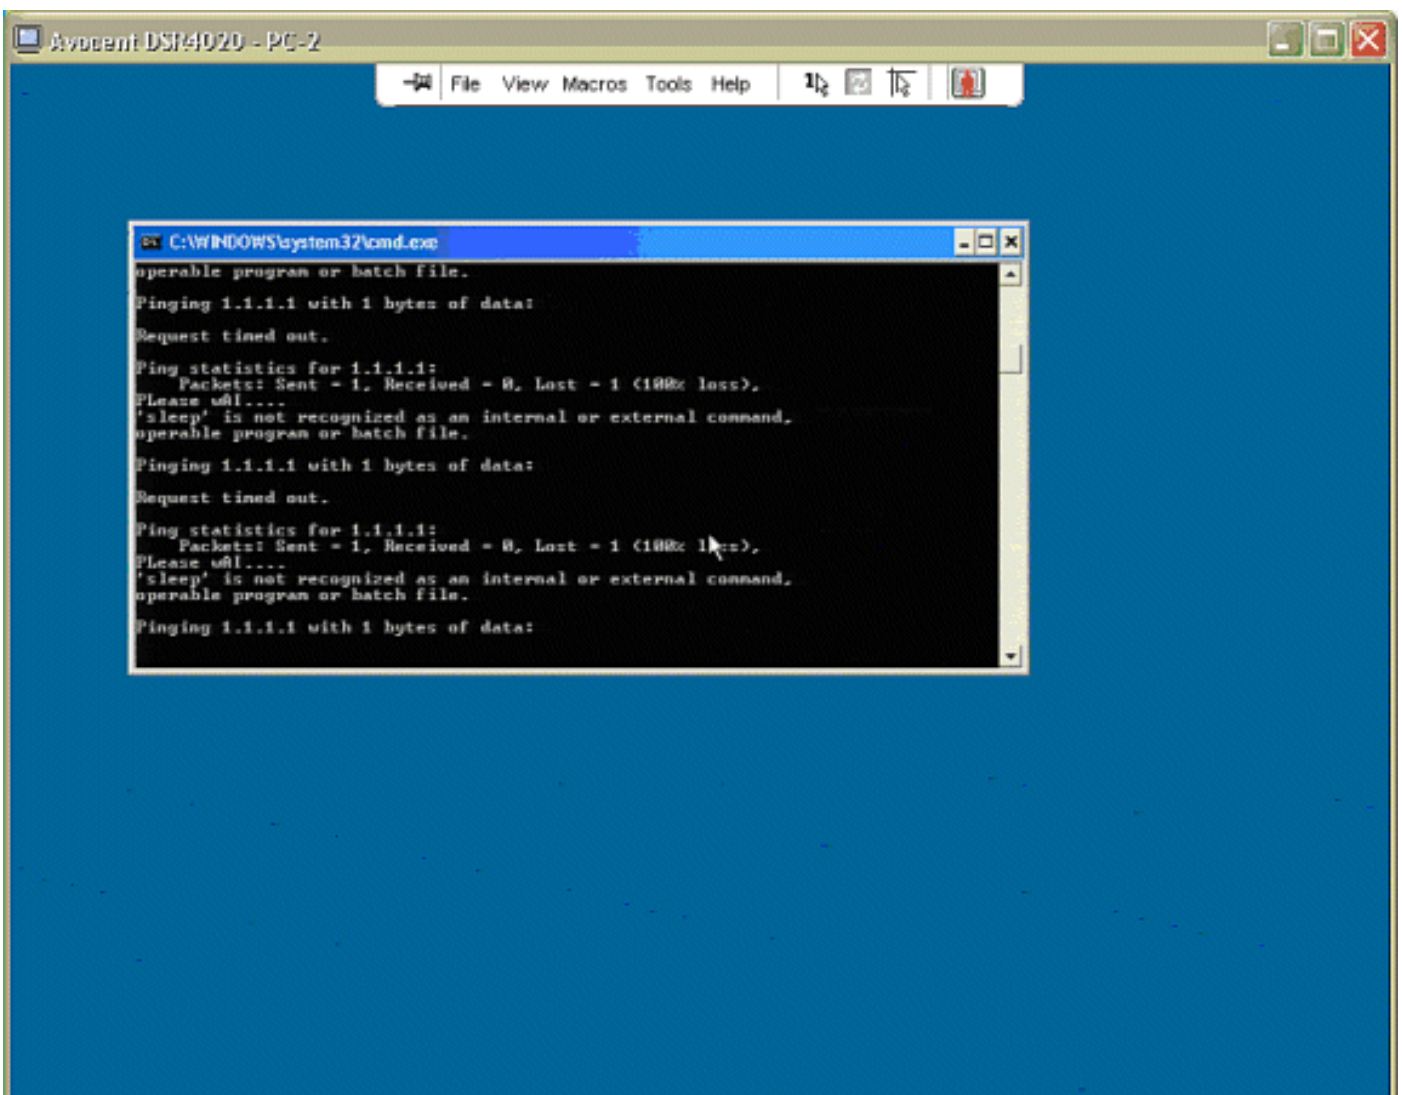 Avocent DSR4020 - PC-2
File View Macros Tools Help
C:\WINDOWS\system32\cmd.exe
operable program or batch file.
Pinging 1.1.1.1 with 1 bytes of data:
Request timed out.
Ping statistics for 1.1.1.1:
Packets: Sent = 1, Received = 0, Lost = 1 (100% loss),
PLease wAI....
'sleep' is not recognized as an internal or external command,
operable program or batch file.
Pinging 1.1.1.1 with 1 bytes of data:
Request timed out.
Ping statistics for 1.1.1.1:
Packets: Sent = 1, Received = 0, Lost = 1 (100% loss),
PLease wAI....
'sleep' is not recognized as an internal or external command,
operable program or batch file.
Pinging 1.1.1.1 with 1 bytes of data: